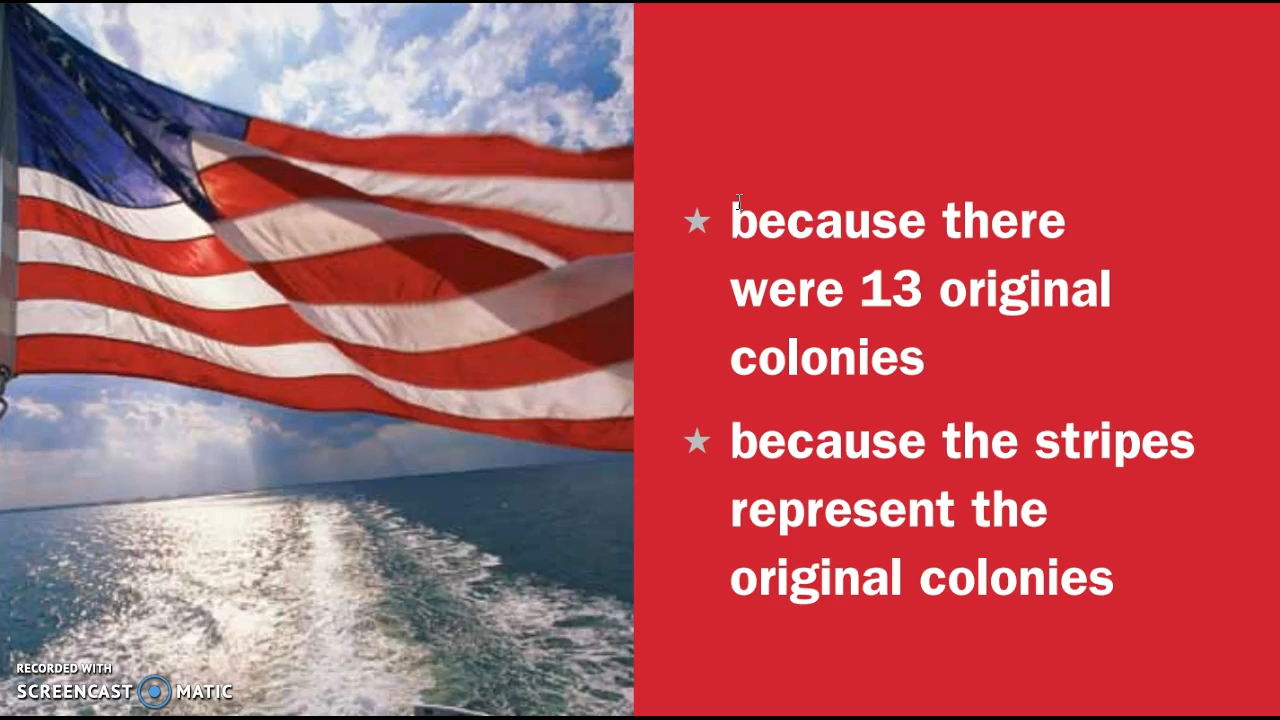 because there
were 13 original
colonies
because the stripes
represent the
original colonies
RECORDED WITH
SCREENCAST MATIC